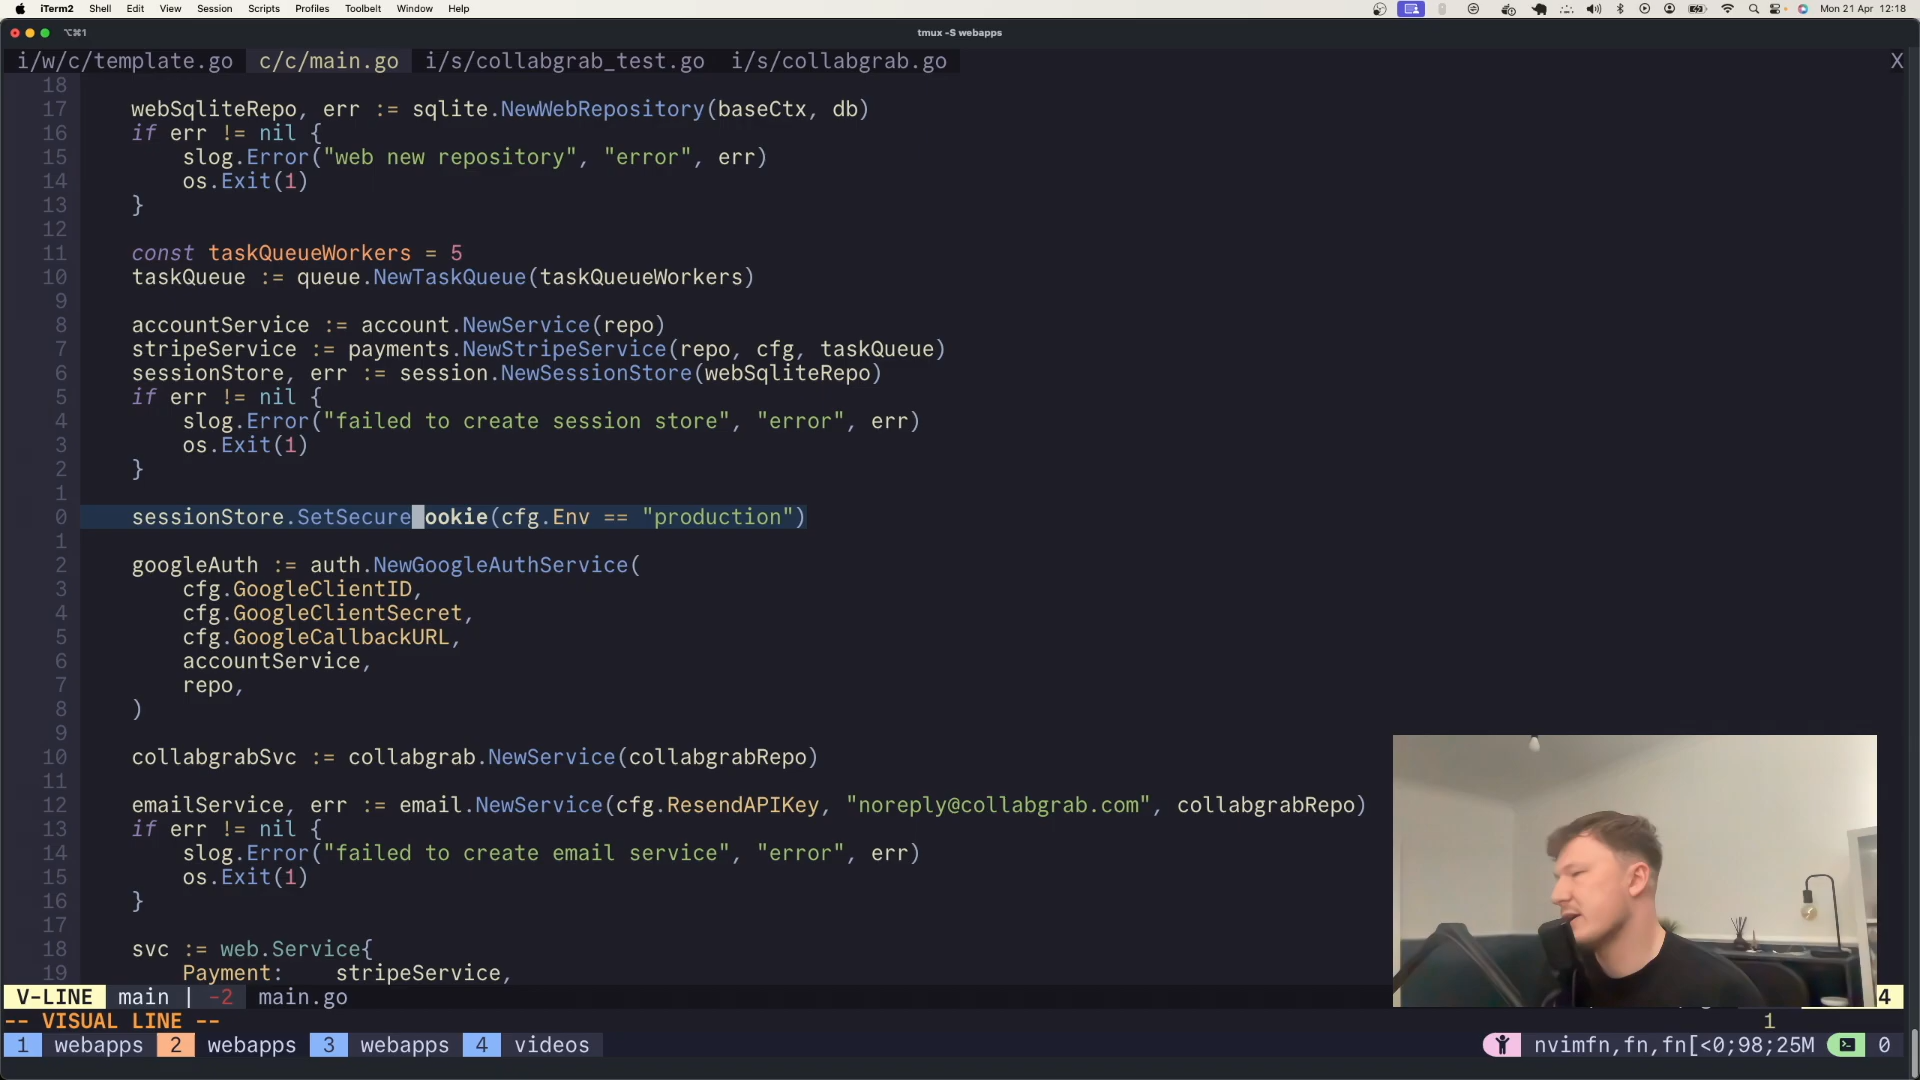 iTerm2 Shell Edit View Session Scripts Profiles Toolbelt Window Help Mon 21 Apr 12:18
⌥⌘1 tmux -S webapps
i/w/c/template.go c/c/main.go i/s/collabgrab_test.go i/s/collabgrab.go X
18
17 webSqliteRepo, err := sqlite.NewWebRepository(baseCtx, db)
16 if err != nil {
15 slog.Error("web new repository", "error", err)
14 os.Exit(1)
13 }
12
11 const taskQueueWorkers = 5
10 taskQueue := queue.NewTaskQueue(taskQueueWorkers)
9
8 accountService := account.NewService(repo)
7 stripeService := payments.NewStripeService(repo, cfg, taskQueue)
6 sessionStore, err := session.NewSessionStore(webSqliteRepo)
5 if err != nil {
4 slog.Error("failed to create session store", "error", err)
3 os.Exit(1)
2 }
1
0 sessionStore.SetSecure ookie(cfg.Env == "production")
1
2 googleAuth := auth.NewGoogleAuthService(
3 cfg.GoogleClientID,
4 cfg.GoogleClientSecret,
5 cfg.GoogleCallbackURL,
6 accountService,
7 repo,
8 )
9
10 collabgrabSvc := collabgrab.NewService(collabgrabRepo)
11
12 emailService, err := email.NewService(cfg.ResendAPIKey, "noreply@collabgrab.com", collabgrabRepo)
13 if err != nil {
14 slog.Error("failed to create email service", "error", err)
15 os.Exit(1)
16 }
17
18 svc := web.Service{
19 Payment: stripeService,
V-LINE main | -2 main.go 4
-- VISUAL LINE -- 1
1 webapps 2 webapps 3 webapps 4 videos nvimfn,fn,fn[<0;98;25M 0